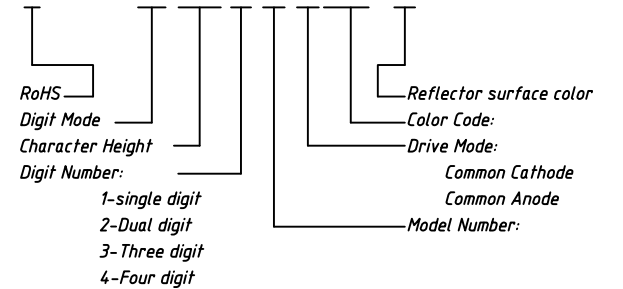 RoHS
Digit Mode
Character Height
Digit Number:
1-single digit
2-Dual digit
3-Three digit
4-Four digit
Reflector surface color
Color Code:
Drive Mode:
Common Cathode
Common Anode
Model Number: